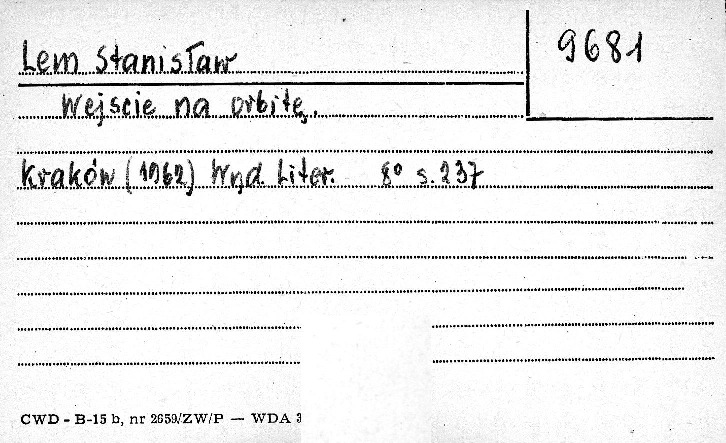 9681
Lem Stanisław
Wejście na orbitę.
Kraków (1962) Wyd. Liter. 8° s. 237
CWD - B-15 b, nr 2659/ZW/P — WDA 3